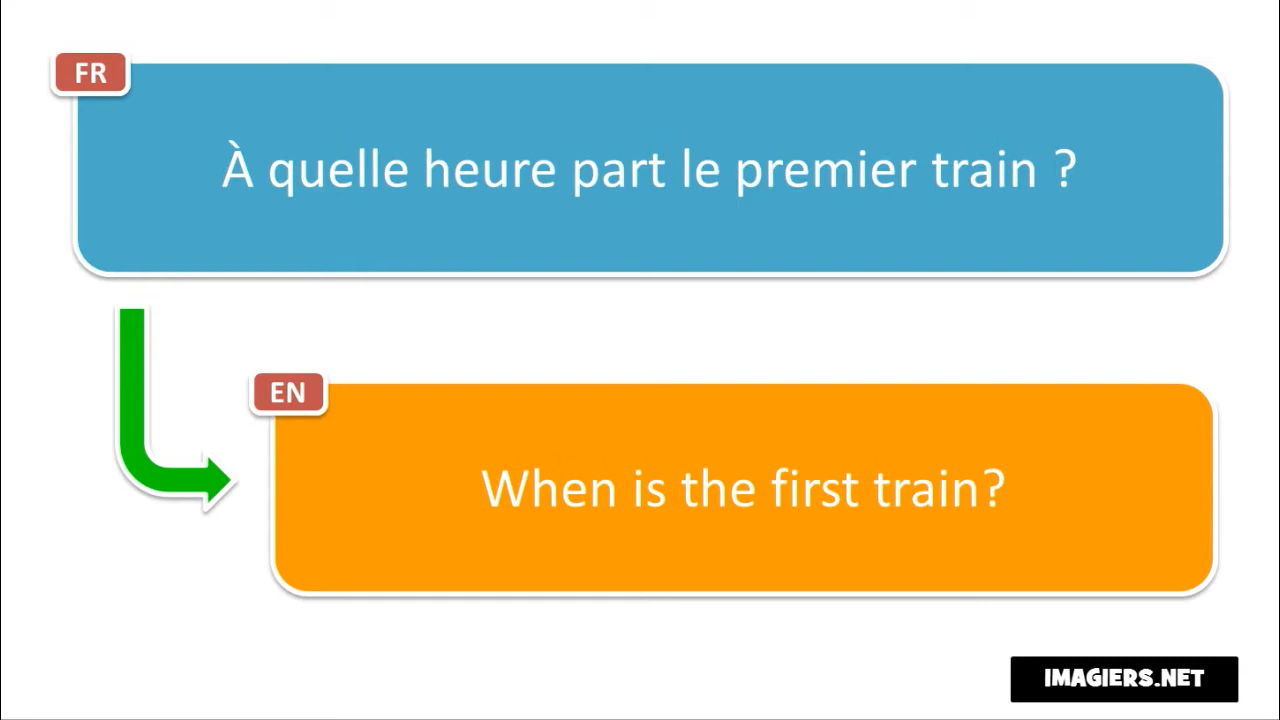 FR
À quelle heure part le premier train ?
EN
When is the first train?
IMAGIERS.NET